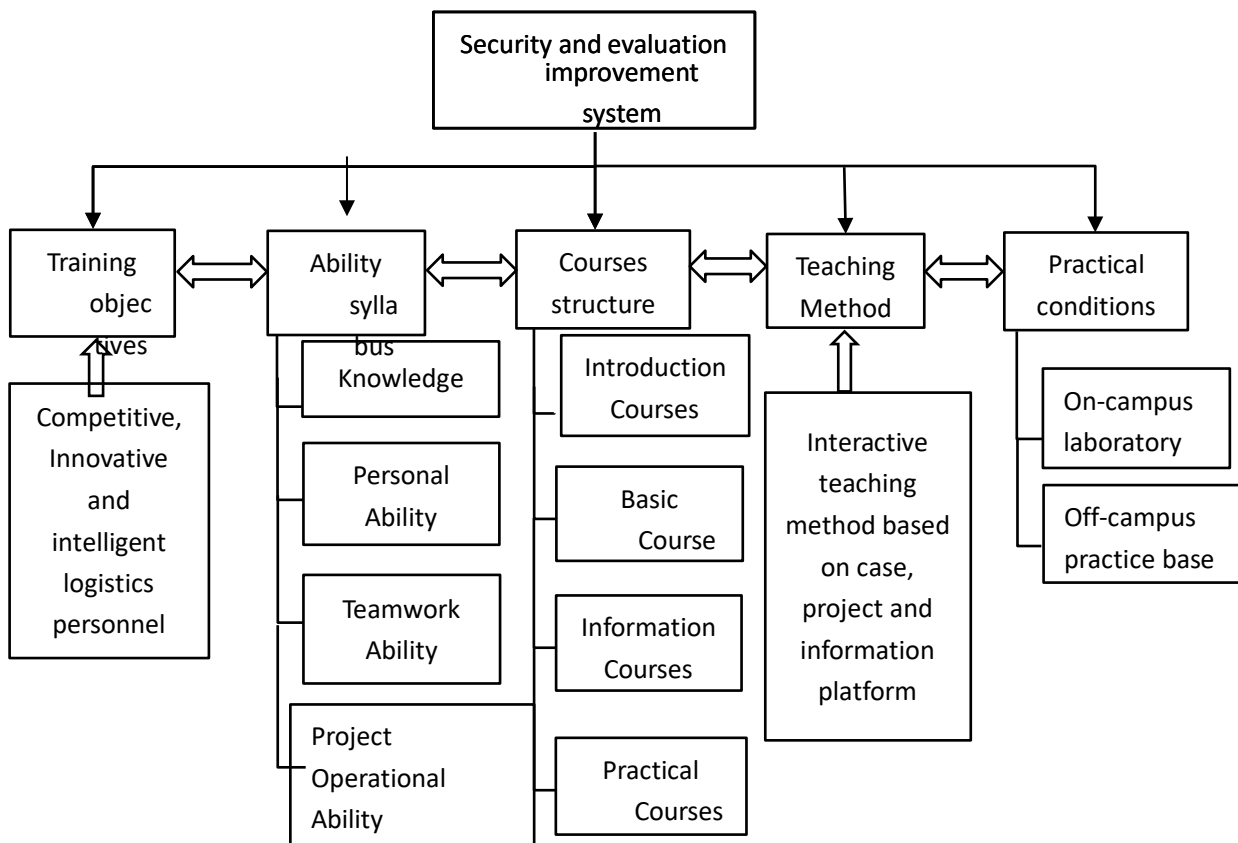 Security and evaluation
improvement
system
Training
objec
tives
Ability
sylla
bus
Courses
structure
Teaching
Method
Practical
conditions
Competitive,
Innovative
and
intelligent
logistics
personnel
Knowledge
Personal
Ability
Teamwork
Ability
Project
Operational
Ability
Introduction
Courses
Basic
Course
Information
Courses
Practical
Courses
Interactive
teaching
method based
on case,
project and
information
platform
On-campus
laboratory
Off-campus
practice base